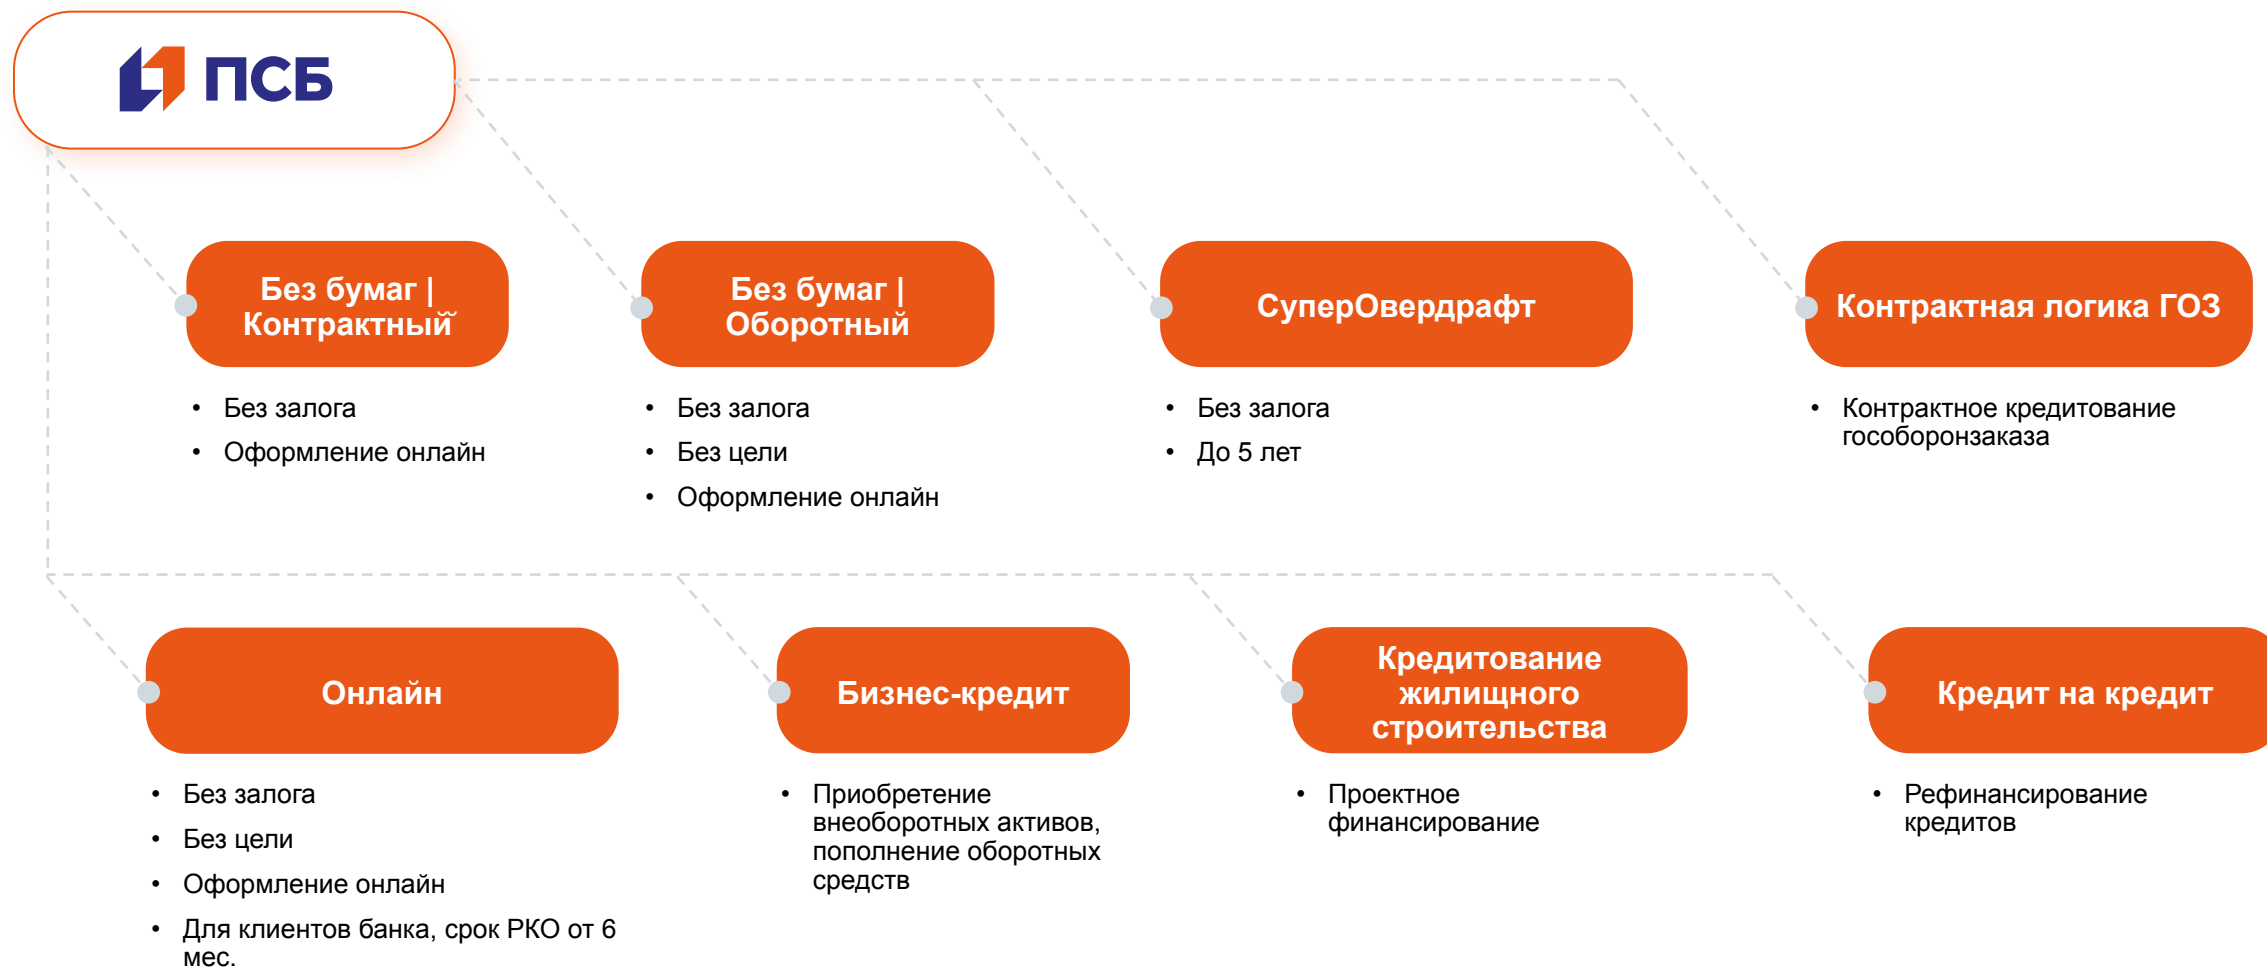 ПСБ
Без бумаг |
Контрактный
Без бумаг |
Оборотный
СуперОвердрафт
Контрактная логика ГОЗ
• Без залога
• Оформление онлайн
• Без залога
• Без цели
• Оформление онлайн
• Без залога
• До 5 лет
• Контрактное кредитование
гособоронзаказа
Онлайн
Бизнес-кредит
Кредитование
жилищного
строительства
Кредит на кредит
• Без залога
• Без цели
• Оформление онлайн
• Для клиентов банка, срок РКО от 6
мес.
• Приобретение
внеоборотных активов,
пополнение оборотных
средств
• Проектное
финансирование
• Рефинансирование
кредитов